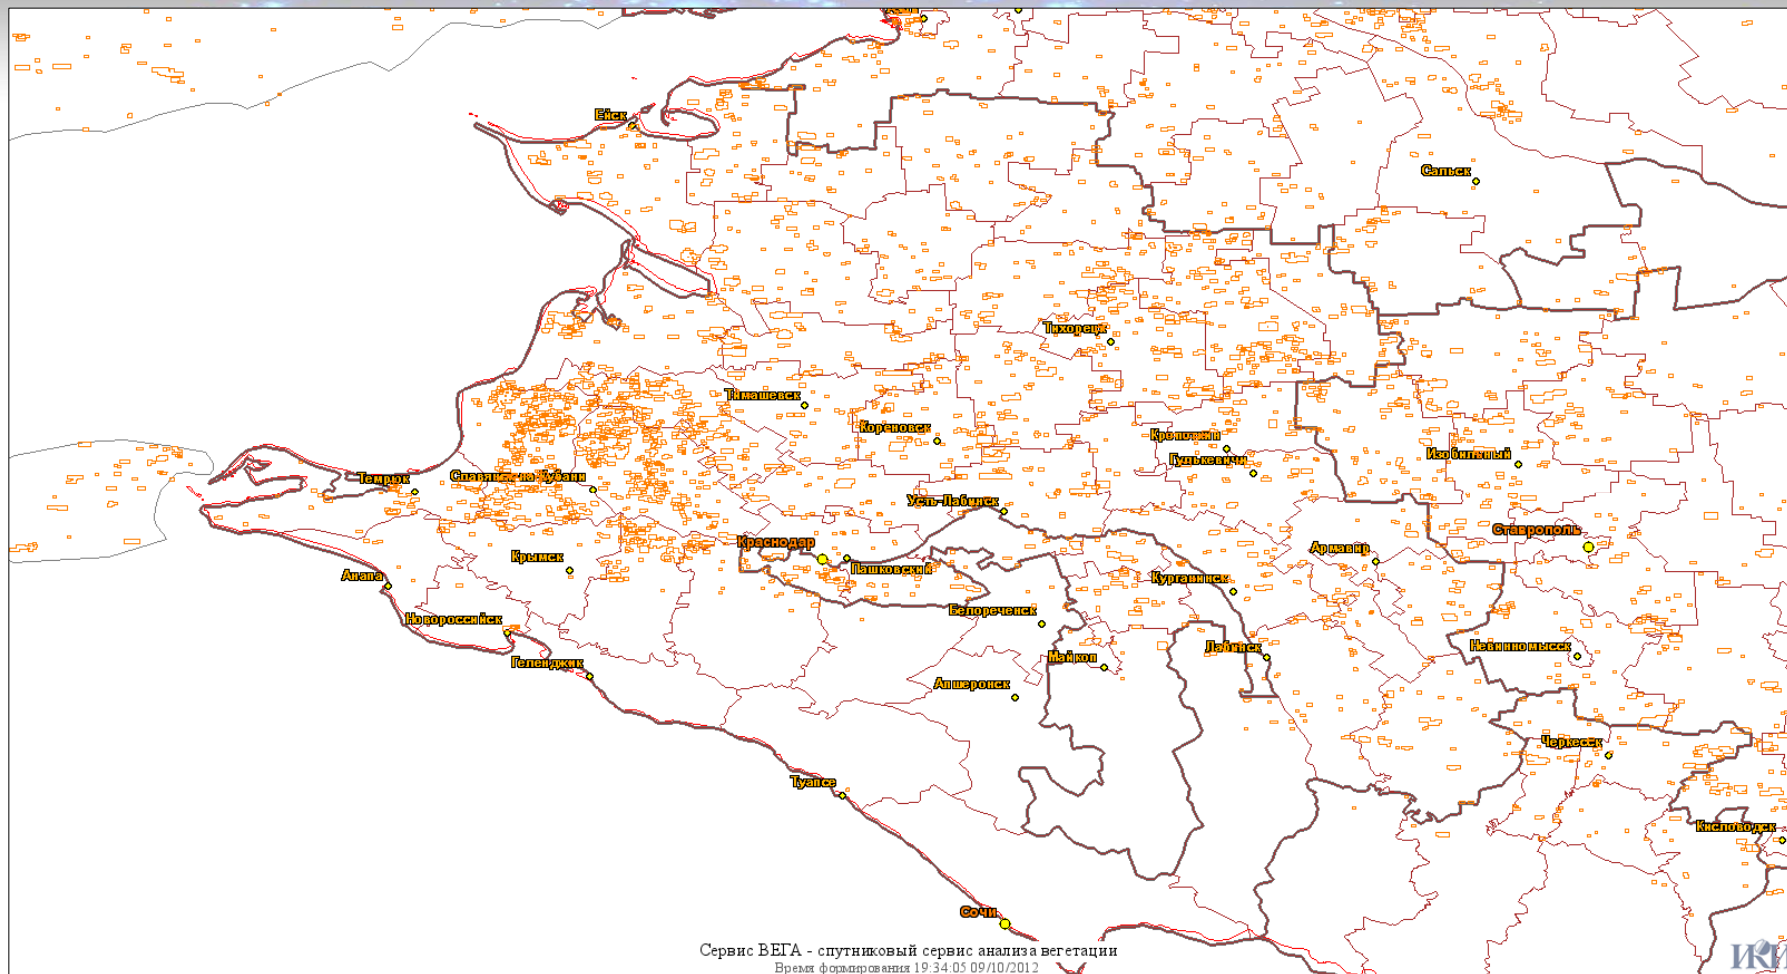 Ейск
Сальск
Тихорецк
Тимашевск
Кореновск
Кропоткин
Гулькевичи
Изобильный
Темрюк
Славянск-на-Кубани
Усть-Лабинск
Ставрополь
Краснодар
Армавир
Крымск
Пашковский
Анапа
Курганинск
Белореченск
Новороссийск
Невинномысск
Лабинск
Майкоп
Геленджик
Апшеронск
Черкесск
Туапсе
Кисловодск
Сочи
Сервис ВЕГА - спутниковый сервис анализа вегетации
Время формирования 19:34:05 09/10/2012